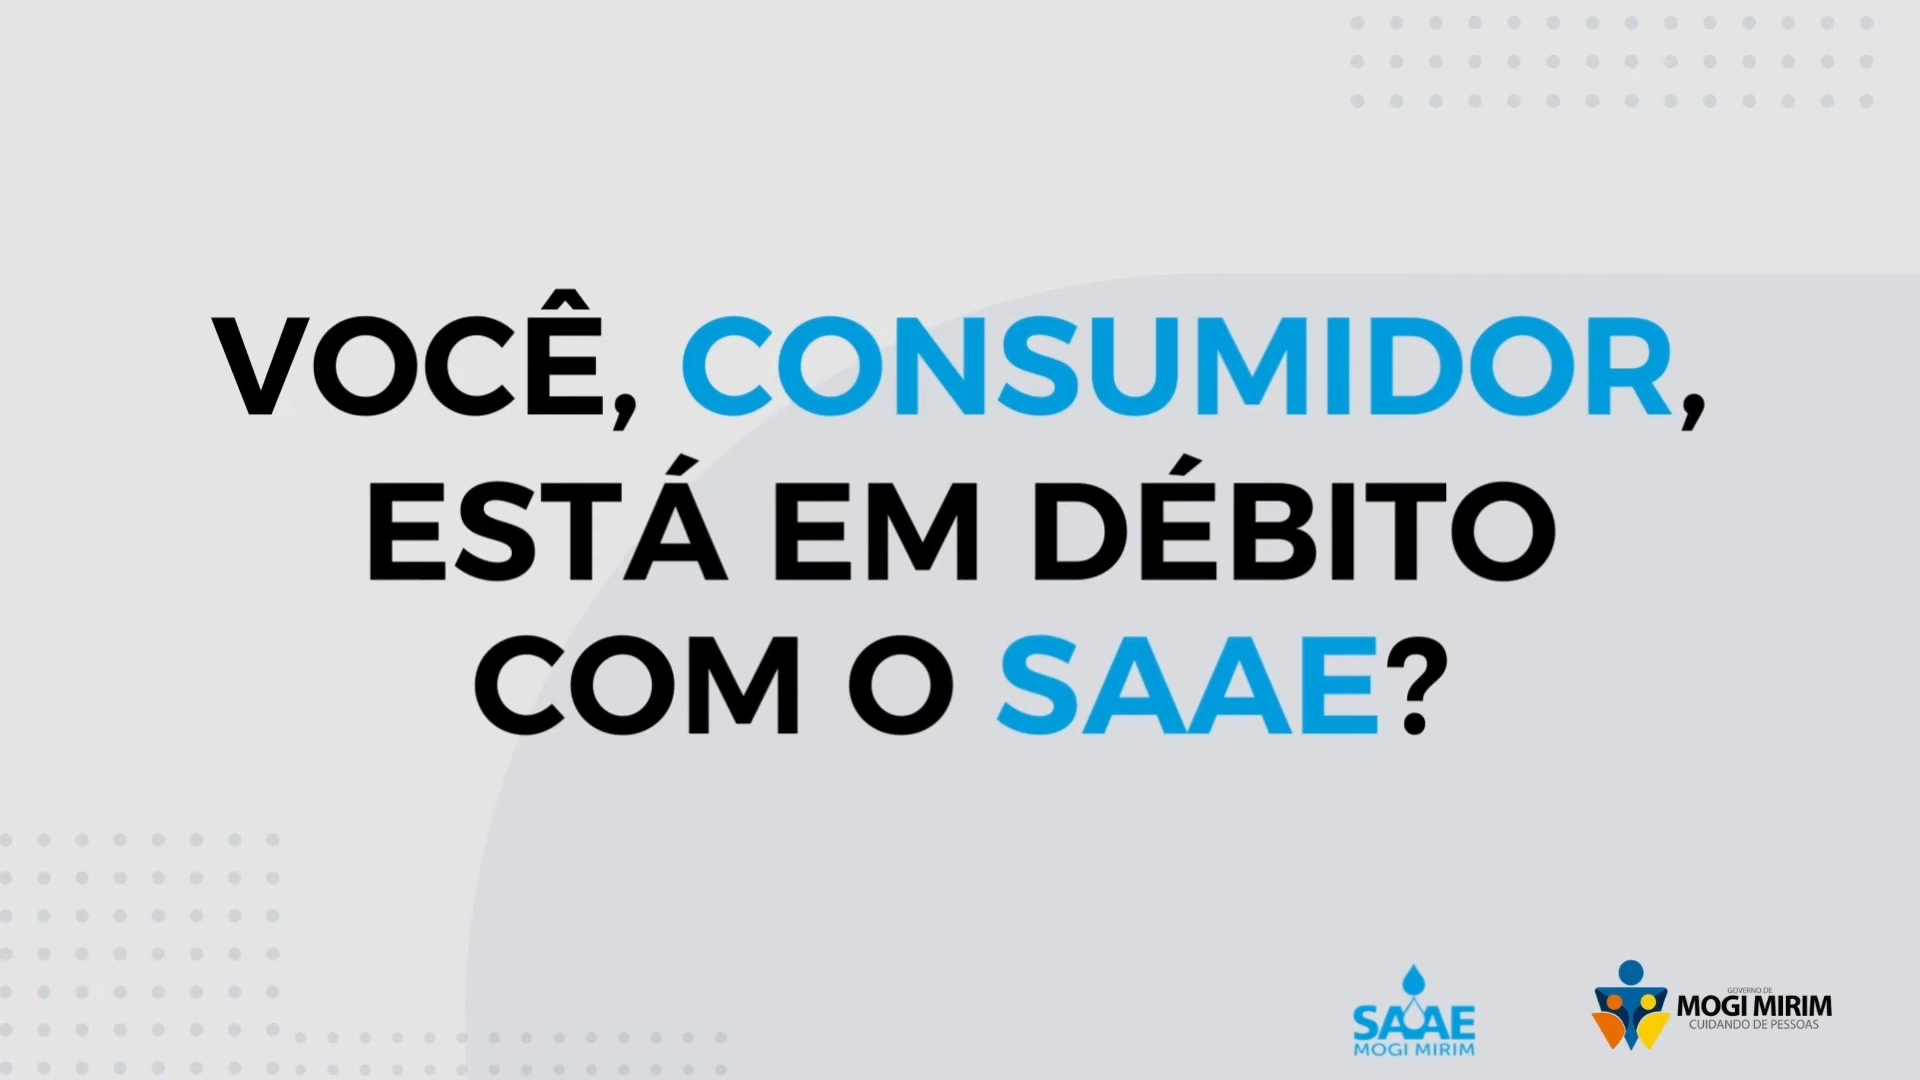 VOCÊ, CONSUMIDOR,
ESTÁ EM DÉBITO
COM O SAAE?
SAAE
MOGI MIRIM
GOVERNO DE
MOGI MIRIM
CUIDANDO DE PESSOAS